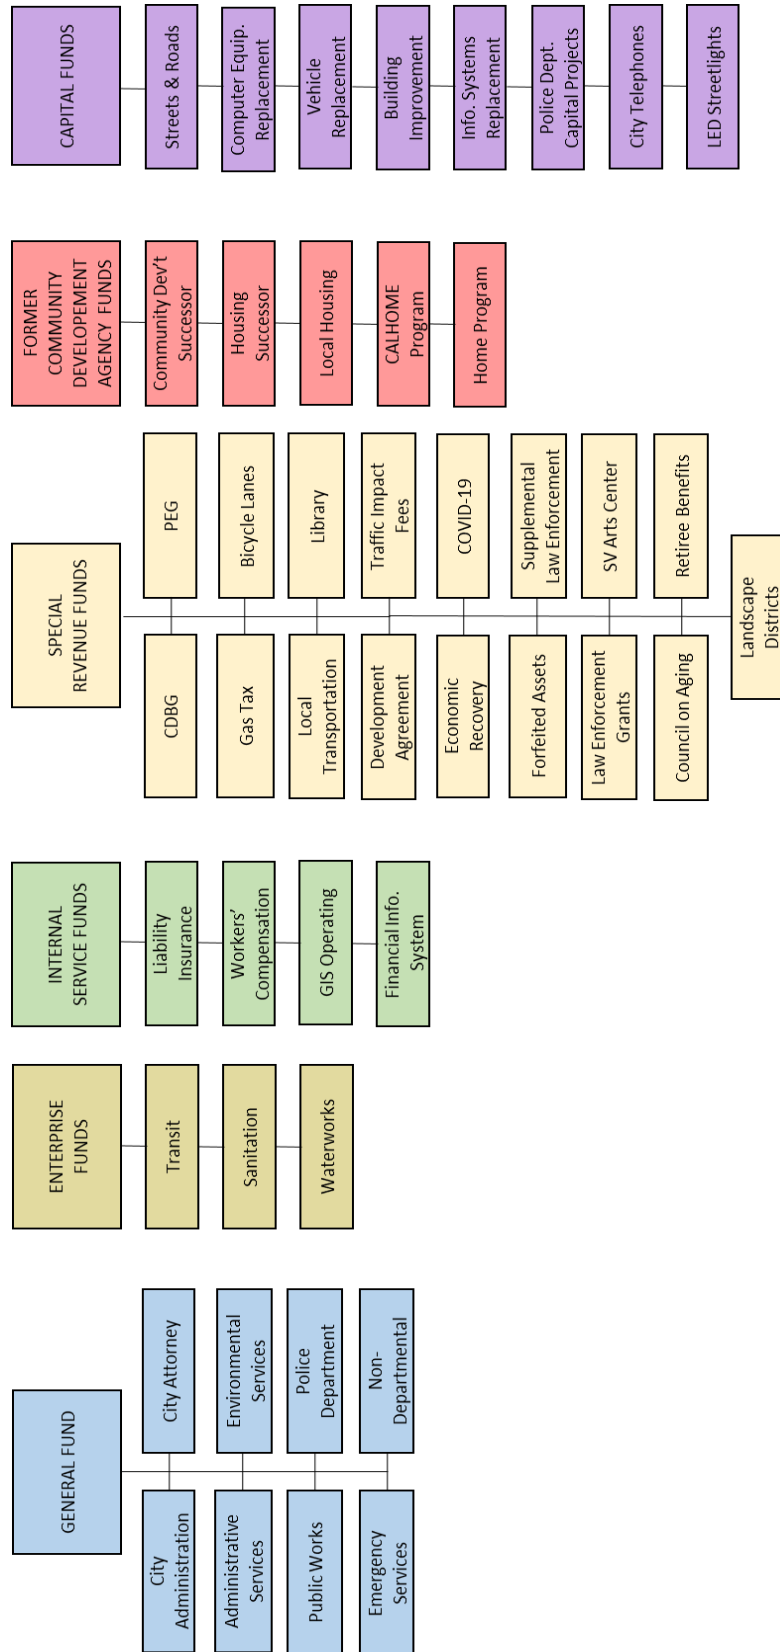 GENERAL FUND
City
Administration
City Attorney
Administrative
Services
Environmental
Services
Public Works
Police
Department
Emergency
Services
Non-
Departmental
ENTERPRISE
FUNDS
Transit
Sanitation
Waterworks
INTERNAL
SERVICE FUNDS
Liability
Insurance
Workers'
Compensation
GIS Operating
Financial Info.
System
SPECIAL
REVENUE FUNDS
CDBG
PEG
Gas Tax
Bicycle Lanes
Local
Transportation
Library
Development
Agreement
Traffic Impact
Fees
Economic
Recovery
COVID-19
Forfeited Assets
Supplemental
Law Enforcement
Law Enforcement
Grants
SV Arts Center
Council on Aging
Retiree Benefits
Landscape
Districts
FORMER
COMMUNITY
DEVELOPEMENT
AGENCY FUNDS
Community Dev't
Successor
Housing
Successor
Local Housing
CALHOME
Program
Home Program
CAPITAL FUNDS
Streets & Roads
Computer Equip.
Replacement
Vehicle
Replacement
Building
Improvement
Info. Systems
Replacement
Police Dept.
Capital Projects
City Telephones
LED Streetlights